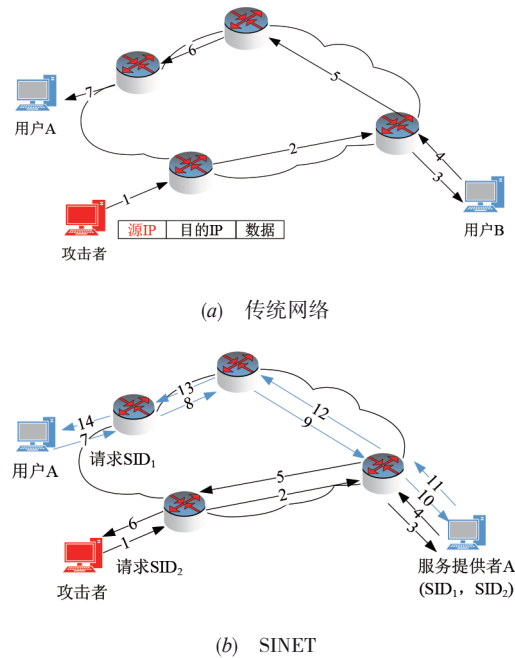 6
7
5
用户A
2
4
3
1
源IP 目的IP 数据
攻击者
用户B
(a) 传统网络
13
14
8
12
7
9
用户A
请求SID₁
5
11
2
10
6
4
1
3
请求SID₂
攻击者
服务提供者A
(SID₁，SID₂)
(b) SINET